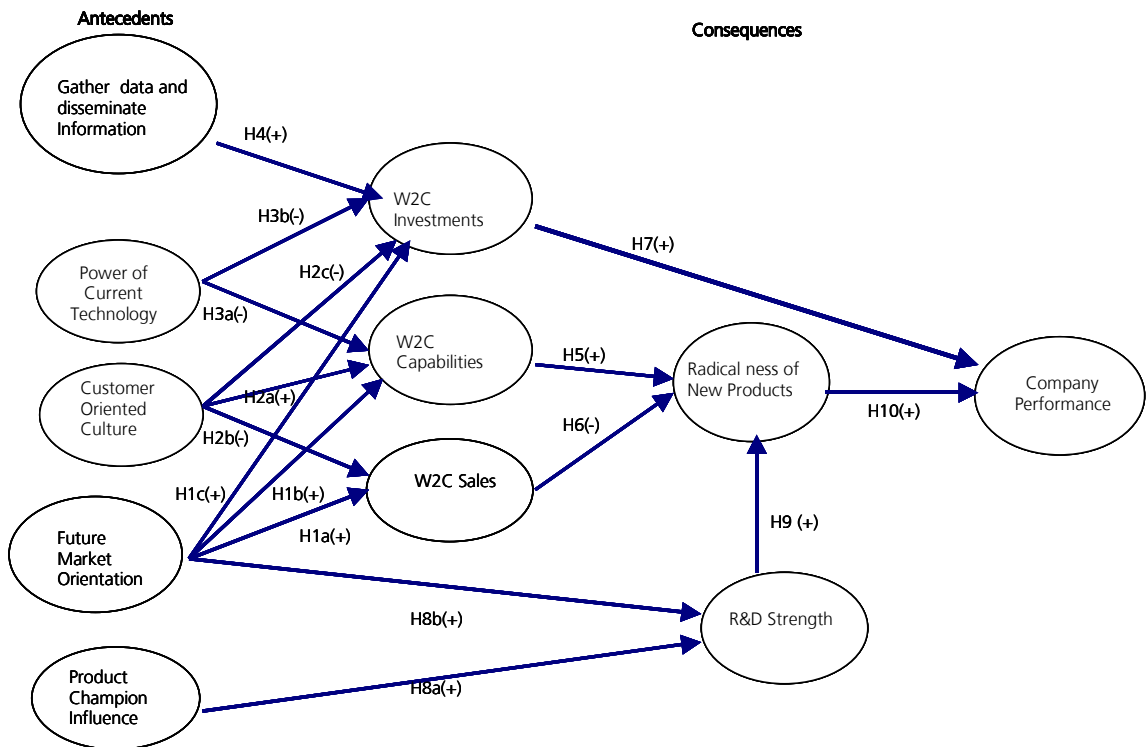 Antecedents
Consequences
Gather data and
disseminate
Information
H4(+)
W2C
Investments
H3b(-)
H7(+)
Power of
Current
Technology
H2c(-)
H3a(-)
W2C
Capabilities
H5(+)
Radical ness of
New Products
Company
Performance
Customer
Oriented
Culture
H2a(+)
H10(+)
H6(-)
H2b(-)
W2C Sales
H1c(+)
H1b(+)
H1a(+)
H9 (+)
Future
Market
Orientation
H8b(+)
R&D Strength
Product
Champion
Influence
H8a(+)